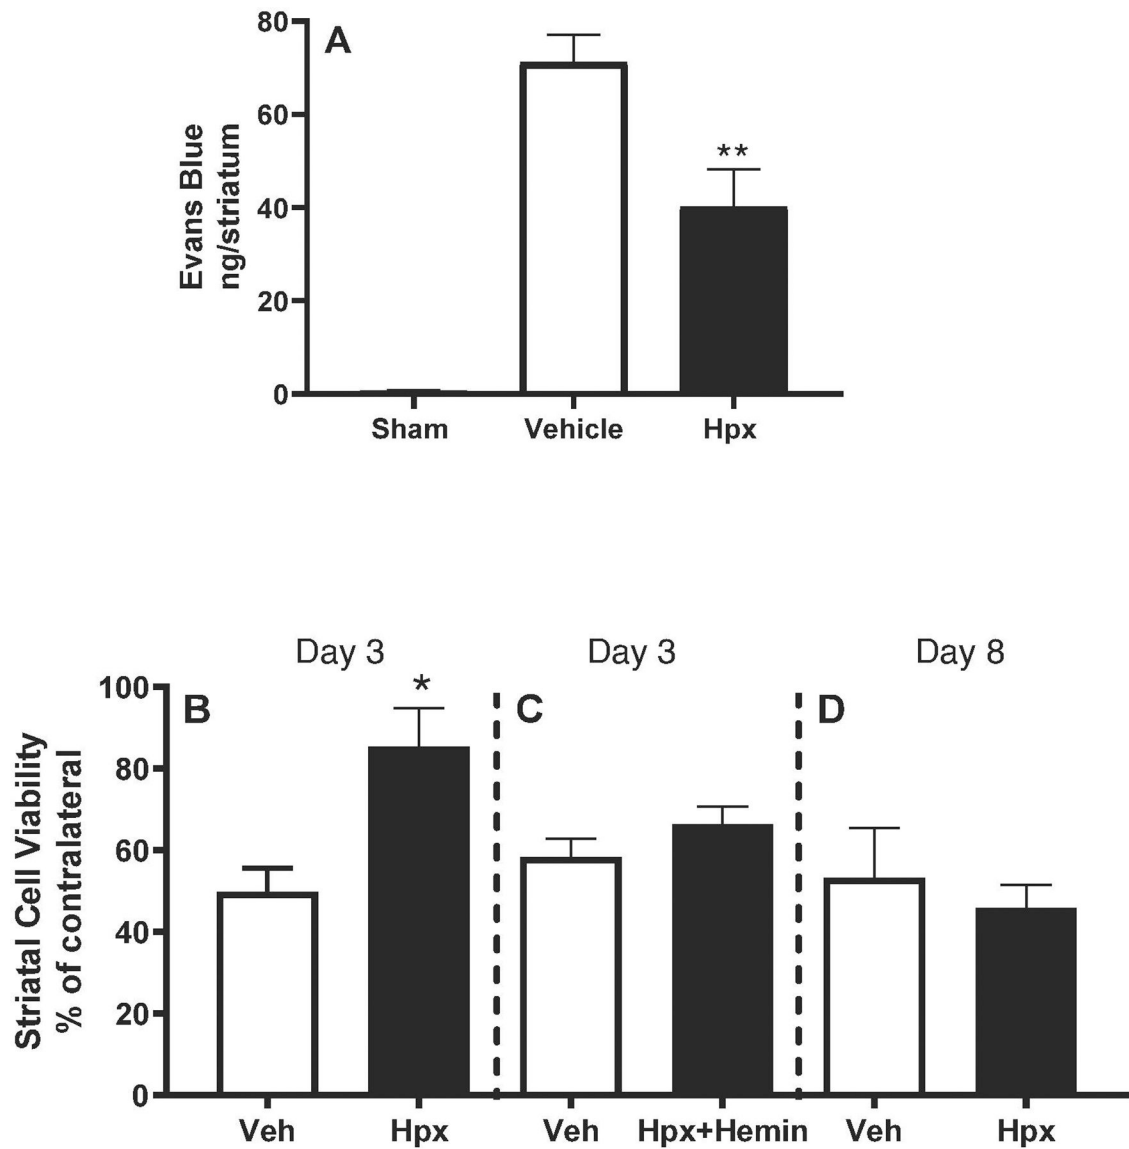 A
80
60
40
20
0
Evans Blue
ng/striatum
**
Sham Vehicle Hpx
Day 3 Day 3 Day 8
B C D
*
100
80
60
40
20
0
Striatal Cell Viability
% of contralateral
Veh Hpx Veh Hpx+Hemin Veh Hpx